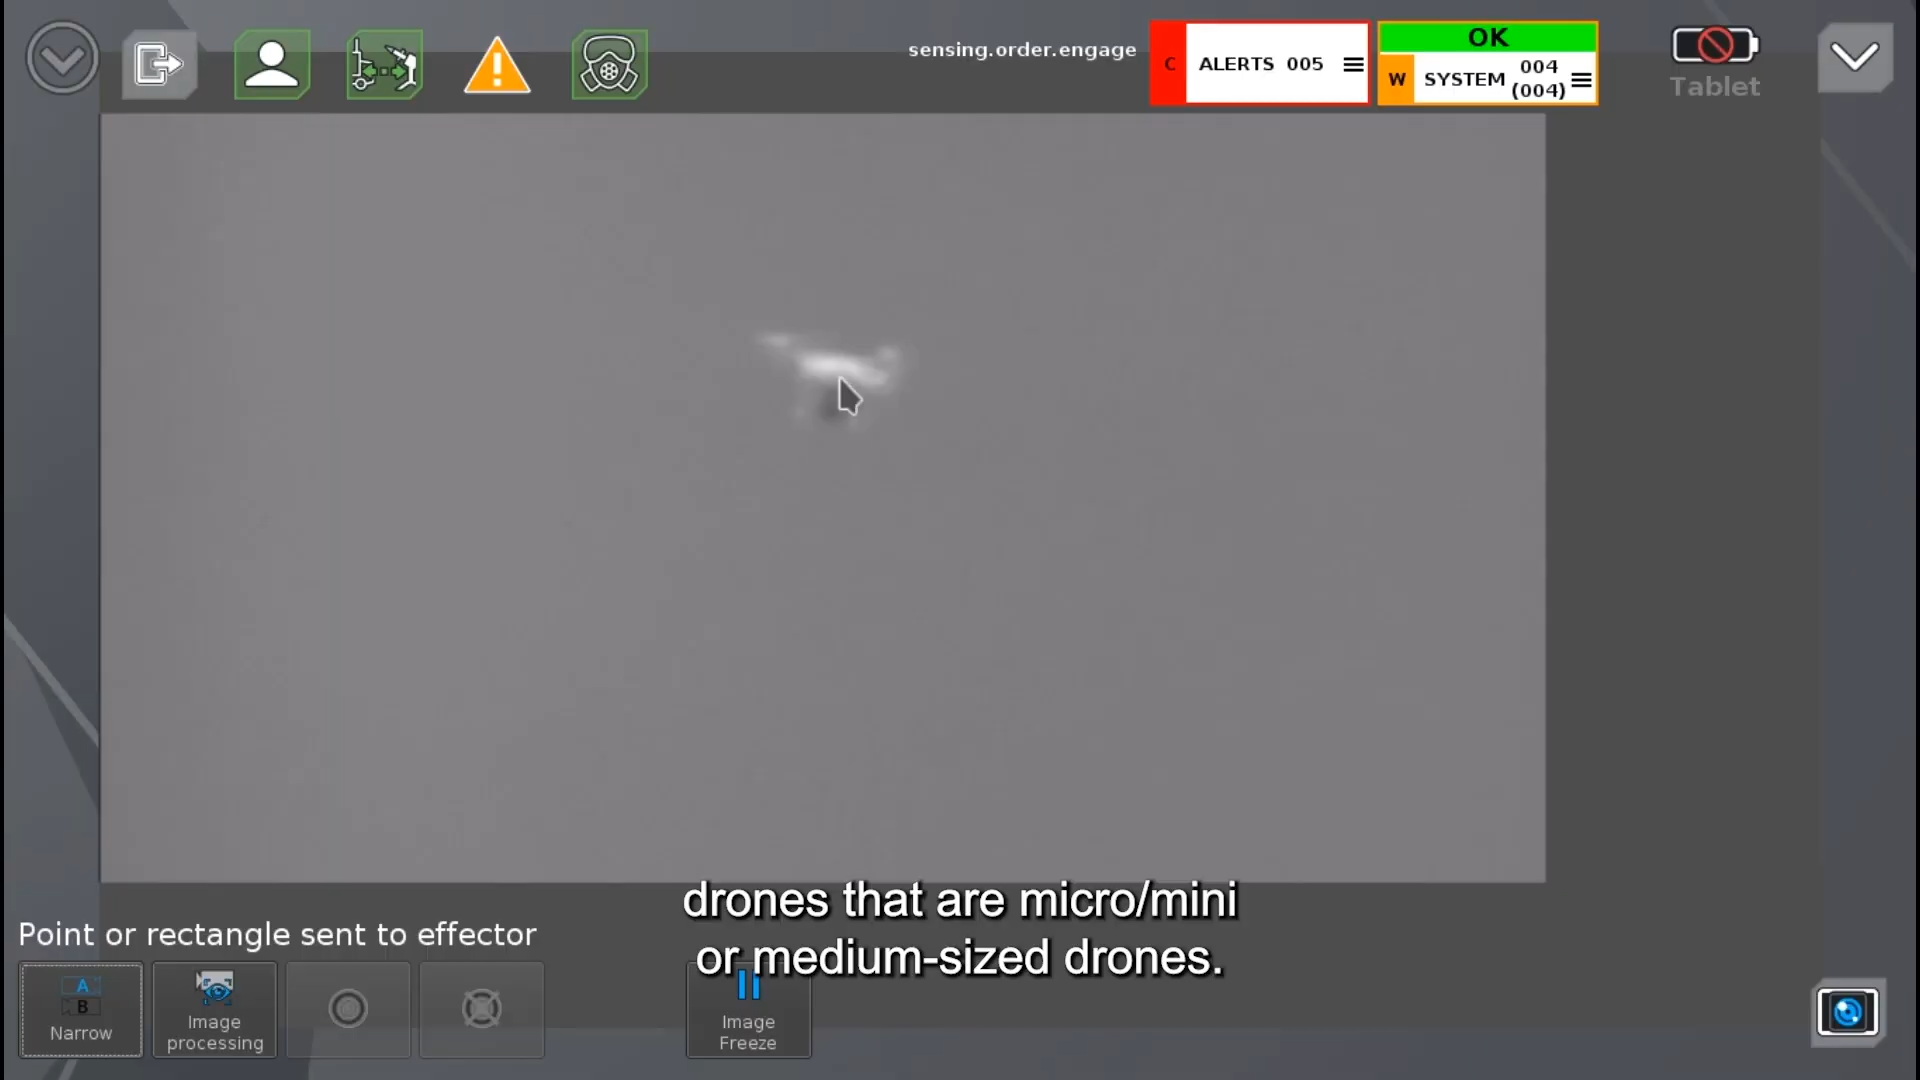 sensing.order.engage
C ALERTS 005
OK
W SYSTEM 004
(004)
Tablet
drones that are micro/mini
or medium-sized drones.
Point or rectangle sent to effector
A
B
Narrow
Image
processing
Image
Freeze